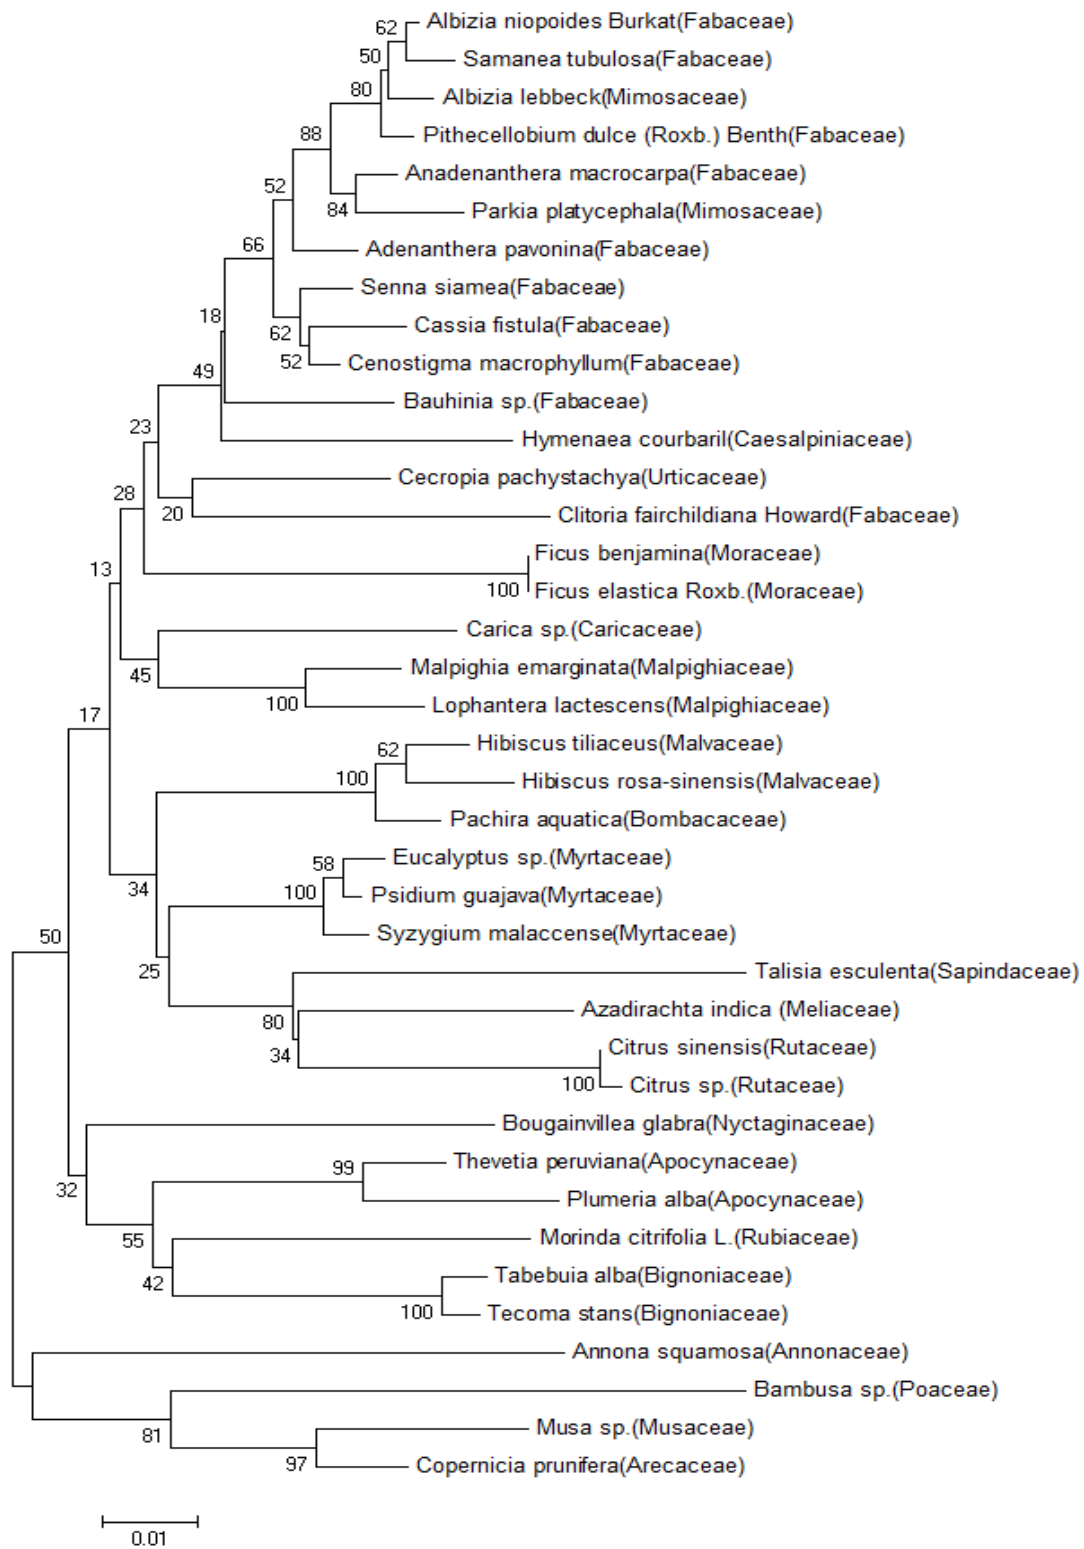 62
Albizia niopoides Burkat(Fabaceae)
50
Samanea tubulosa(Fabaceae)
80
Albizia lebbeck(Mimosaceae)
88
Pithecellobium dulce (Roxb.) Benth(Fabaceae)
Anadenanthera macrocarpa(Fabaceae)
52
84
Parkia platycephala(Mimosaceae)
66
Adenanthera pavonina(Fabaceae)
Senna siamea(Fabaceae)
18
62
Cassia fistula(Fabaceae)
52
Cenostigma macrophyllum(Fabaceae)
49
Bauhinia sp.(Fabaceae)
23
Hymenaea courbaril(Caesalpiniaceae)
Cecropia pachystachya(Urticaceae)
28
20
Clitoria fairchildiana Howard(Fabaceae)
Ficus benjamina(Moraceae)
13
100
Ficus elastica Roxb.(Moraceae)
Carica sp.(Caricaceae)
45
Malpighia emarginata(Malpighiaceae)
100
Lophantera lactescens(Malpighiaceae)
17
62
Hibiscus tiliaceus(Malvaceae)
100
Hibiscus rosa-sinensis(Malvaceae)
Pachira aquatica(Bombacaceae)
58
Eucalyptus sp.(Myrtaceae)
34
100
Psidium guajava(Myrtaceae)
50
Syzygium malaccense(Myrtaceae)
25
Talisia esculenta(Sapindaceae)
80
Azadirachta indica (Meliaceae)
34
Citrus sinensis(Rutaceae)
100
Citrus sp.(Rutaceae)
Bougainvillea glabra(Nyctaginaceae)
99
Thevetia peruviana(Apocynaceae)
32
Plumeria alba(Apocynaceae)
55
Morinda citrifolia L.(Rubiaceae)
42
Tabebuia alba(Bignoniaceae)
100
Tecoma stans(Bignoniaceae)
Annona squamosa(Annonaceae)
Bambusa sp.(Poaceae)
81
Musa sp.(Musaceae)
97
Copernicia prunifera(Arecaceae)
0.01